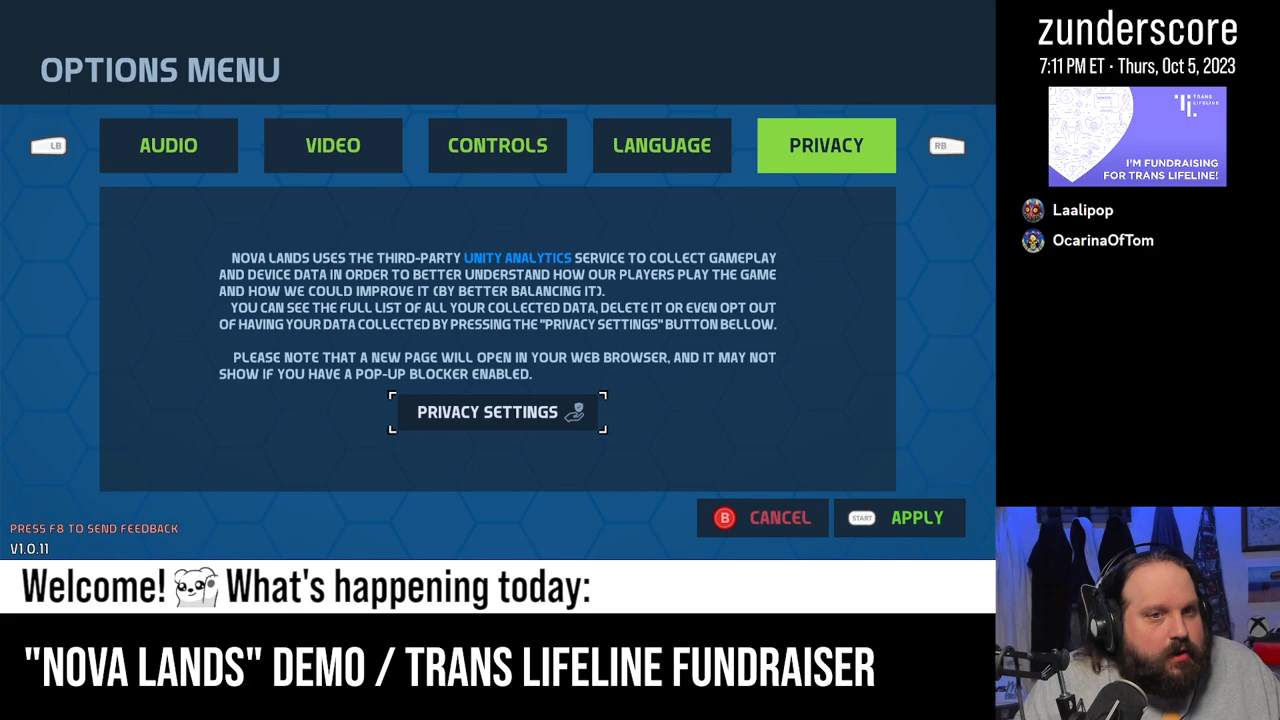 OPTIONS MENU
LB
AUDIO
VIDEO
CONTROLS
LANGUAGE
PRIVACY
RB
NOVA LANDS USES THE THIRD-PARTY UNITY ANALYTICS SERVICE TO COLLECT GAMEPLAY
AND DEVICE DATA IN ORDER TO BETTER UNDERSTAND HOW OUR PLAYERS PLAY THE GAME
AND HOW WE COULD IMPROVE IT (BY BETTER BALANCING IT).
YOU CAN SEE THE FULL LIST OF ALL YOUR COLLECTED DATA, DELETE IT OR EVEN OPT OUT
OF HAVING YOUR DATA COLLECTED BY PRESSING THE "PRIVACY SETTINGS" BUTTON BELLOW.
PLEASE NOTE THAT A NEW PAGE WILL OPEN IN YOUR WEB BROWSER, AND IT MAY NOT
SHOW IF YOU HAVE A POP-UP BLOCKER ENABLED.
PRIVACY SETTINGS
B CANCEL
START APPLY
PRESS F8 TO SEND FEEDBACK
V1.0.11
Welcome! What's happening today:
"NOVA LANDS" DEMO / TRANS LIFELINE FUNDRAISER
zunderscore
7:11 PM ET · Thurs, Oct 5, 2023
TRANS
LIFELINE
I'M FUNDRAISING
FOR TRANS LIFELINE!
Laalipop
OcarinaOfTom